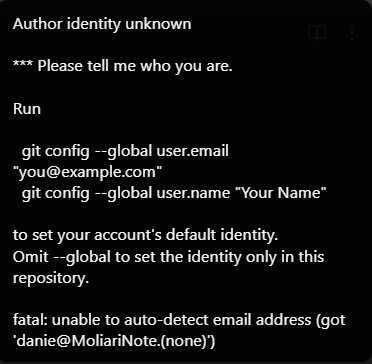 Author identity unknown
*** Please tell me who you are.
Run
git config --global user.email
"you@example.com"
git config --global user.name "Your Name"
to set your account's default identity.
Omit --global to set the identity only in this
repository.
fatal: unable to auto-detect email address (got
'danie@MoliariNote.(none)')